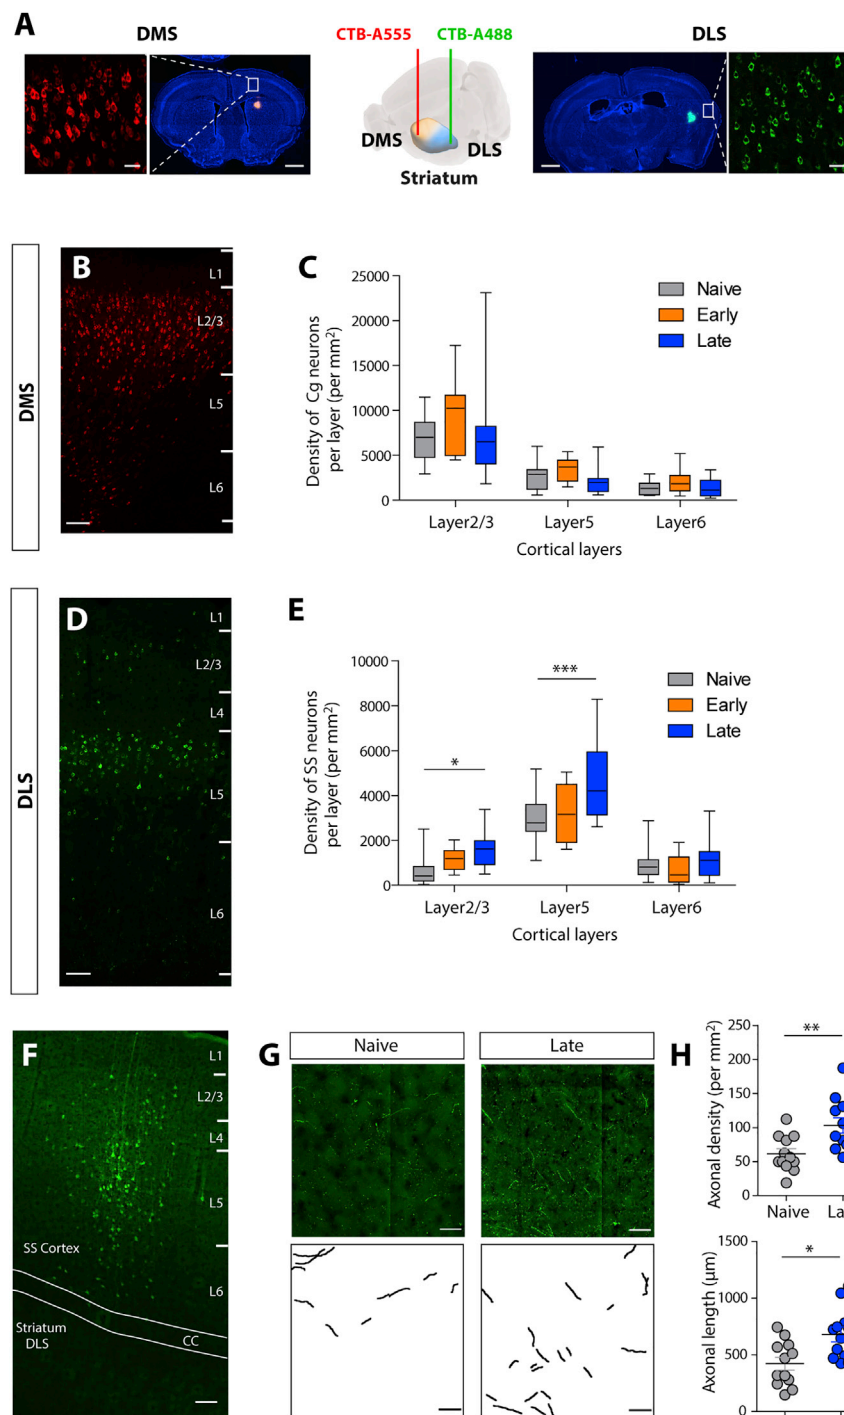 A
DMS
CTB-A555
CTB-A488
DLS
DMS
DLS
Striatum
DMS
B
L1
L2/3
L5
L6
C
25000
20000
15000
10000
5000
0
Density of Cg neurons
per layer (per mm²)
Naive
Early
Late
Layer2/3
Layer5
Layer6
Cortical layers
DLS
D
L1
L2/3
L4
L5
L6
E
10000
8000
6000
4000
2000
0
Density of SS neurons
per layer (per mm²)
*
***
Naive
Early
Late
Layer2/3
Layer5
Layer6
Cortical layers
F
L1
L2/3
L4
L5
L6
SS Cortex
Striatum
DLS
CC
G
Naive
Late
H
Axonal density (per mm²)
250
200
150
100
50
0
**
Naive
La
Axonal length (µm)
1500
1000
500
0
*